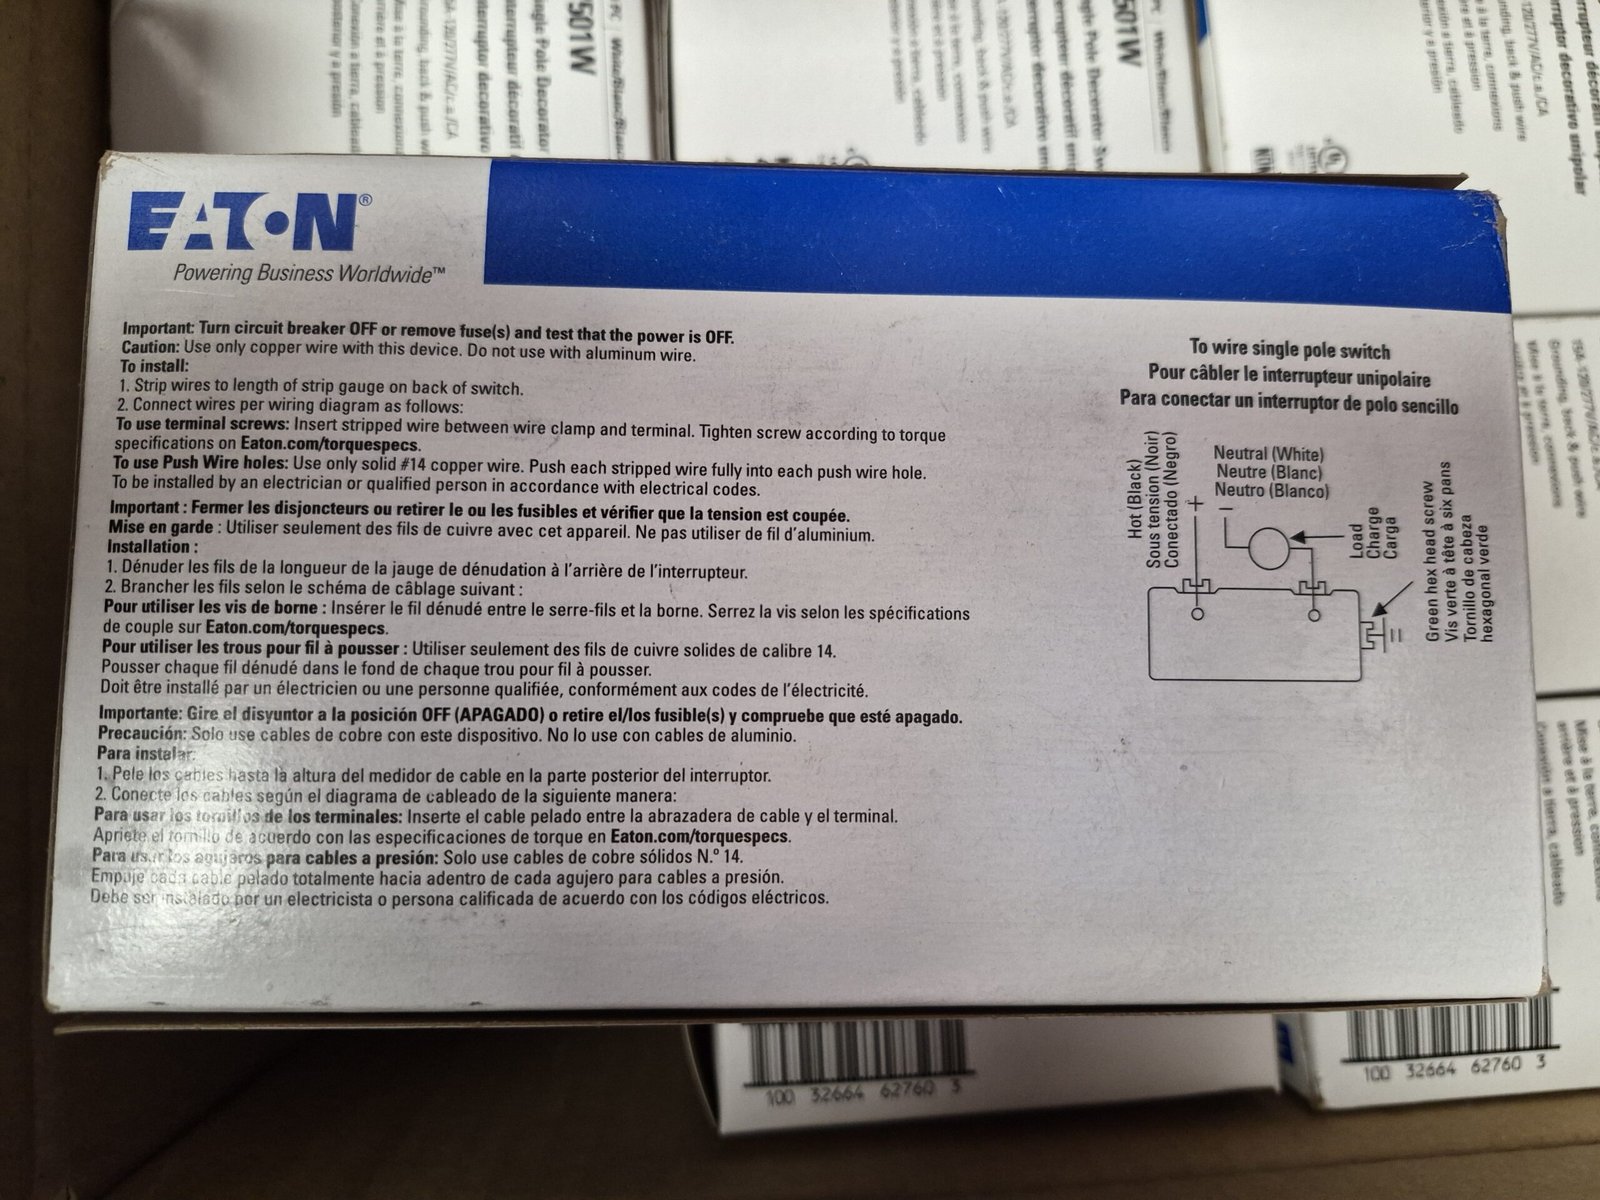 501W
501W
EATON®
Powering Business Worldwide™
Important: Turn circuit breaker OFF or remove fuse(s) and test that the power is OFF.
Caution: Use only copper wire with this device. Do not use with aluminum wire.
To install:
1. Strip wires to length of strip gauge on back of switch.
2. Connect wires per wiring diagram as follows:
To use terminal screws: Insert stripped wire between wire clamp and terminal. Tighten screw according to torque
specifications on Eaton.com/torquespecs.
To use Push Wire holes: Use only solid #14 copper wire. Push each stripped wire fully into each push wire hole.
To be installed by an electrician or qualified person in accordance with electrical codes.
Important : Fermer les disjoncteurs ou retirer le ou les fusibles et vérifier que la tension est coupée.
Mise en garde : Utiliser seulement des fils de cuivre avec cet appareil. Ne pas utiliser de fil d'aluminium.
Installation :
1. Dénuder les fils de la longueur de la jauge de dénudation à l'arrière de l'interrupteur.
2. Brancher les fils selon le schéma de câblage suivant :
Pour utiliser les vis de borne : Insérer le fil dénudé entre le serre-fils et la borne. Serrez la vis selon les spécifications
de couple sur Eaton.com/torquespecs.
Pour utiliser les trous pour fil à pousser : Utiliser seulement des fils de cuivre solides de calibre 14.
Pousser chaque fil dénudé dans le fond de chaque trou pour fil à pousser.
Doit être installé par un électricien ou une personne qualifiée, conformément aux codes de l'électricité.
Importante: Gire el disyuntor a la posición OFF (APAGADO) o retire el/los fusible(s) y compruebe que esté apagado.
Precaución: Solo use cables de cobre con este dispositivo. No lo use con cables de aluminio.
Para instalar:
1. Pele los cables hasta la altura del medidor de cable en la parte posterior del interruptor.
2. Conecte los cables según el diagrama de cableado de la siguiente manera:
Para usar los tornillos de los terminales: Inserte el cable pelado entre la abrazadera de cable y el terminal.
Apriete el tornillo de acuerdo con las especificaciones de torque en Eaton.com/torquespecs.
Para usar los agujeros para cables a presión: Solo use cables de cobre sólidos N.º 14.
Empuje cada cable pelado totalmente hacia adentro de cada agujero para cables a presión.
Debe ser instalado por un electricista o persona calificada de acuerdo con los códigos eléctricos.
To wire single pole switch
Pour câbler le interrupteur unipolaire
Para conectar un interruptor de polo sencillo
Hot (Black)
Sous tension (Noir)
Conectado (Negro)
Neutral (White)
Neutre (Blanc)
Neutro (Blanco)
+
−
Load
Charge
Carga
Green hex head screw
Vis verte à tête à six pans
Tornillo de cabeza
hexagonal verde
100 32664 62760 3
100 32664 62760 3